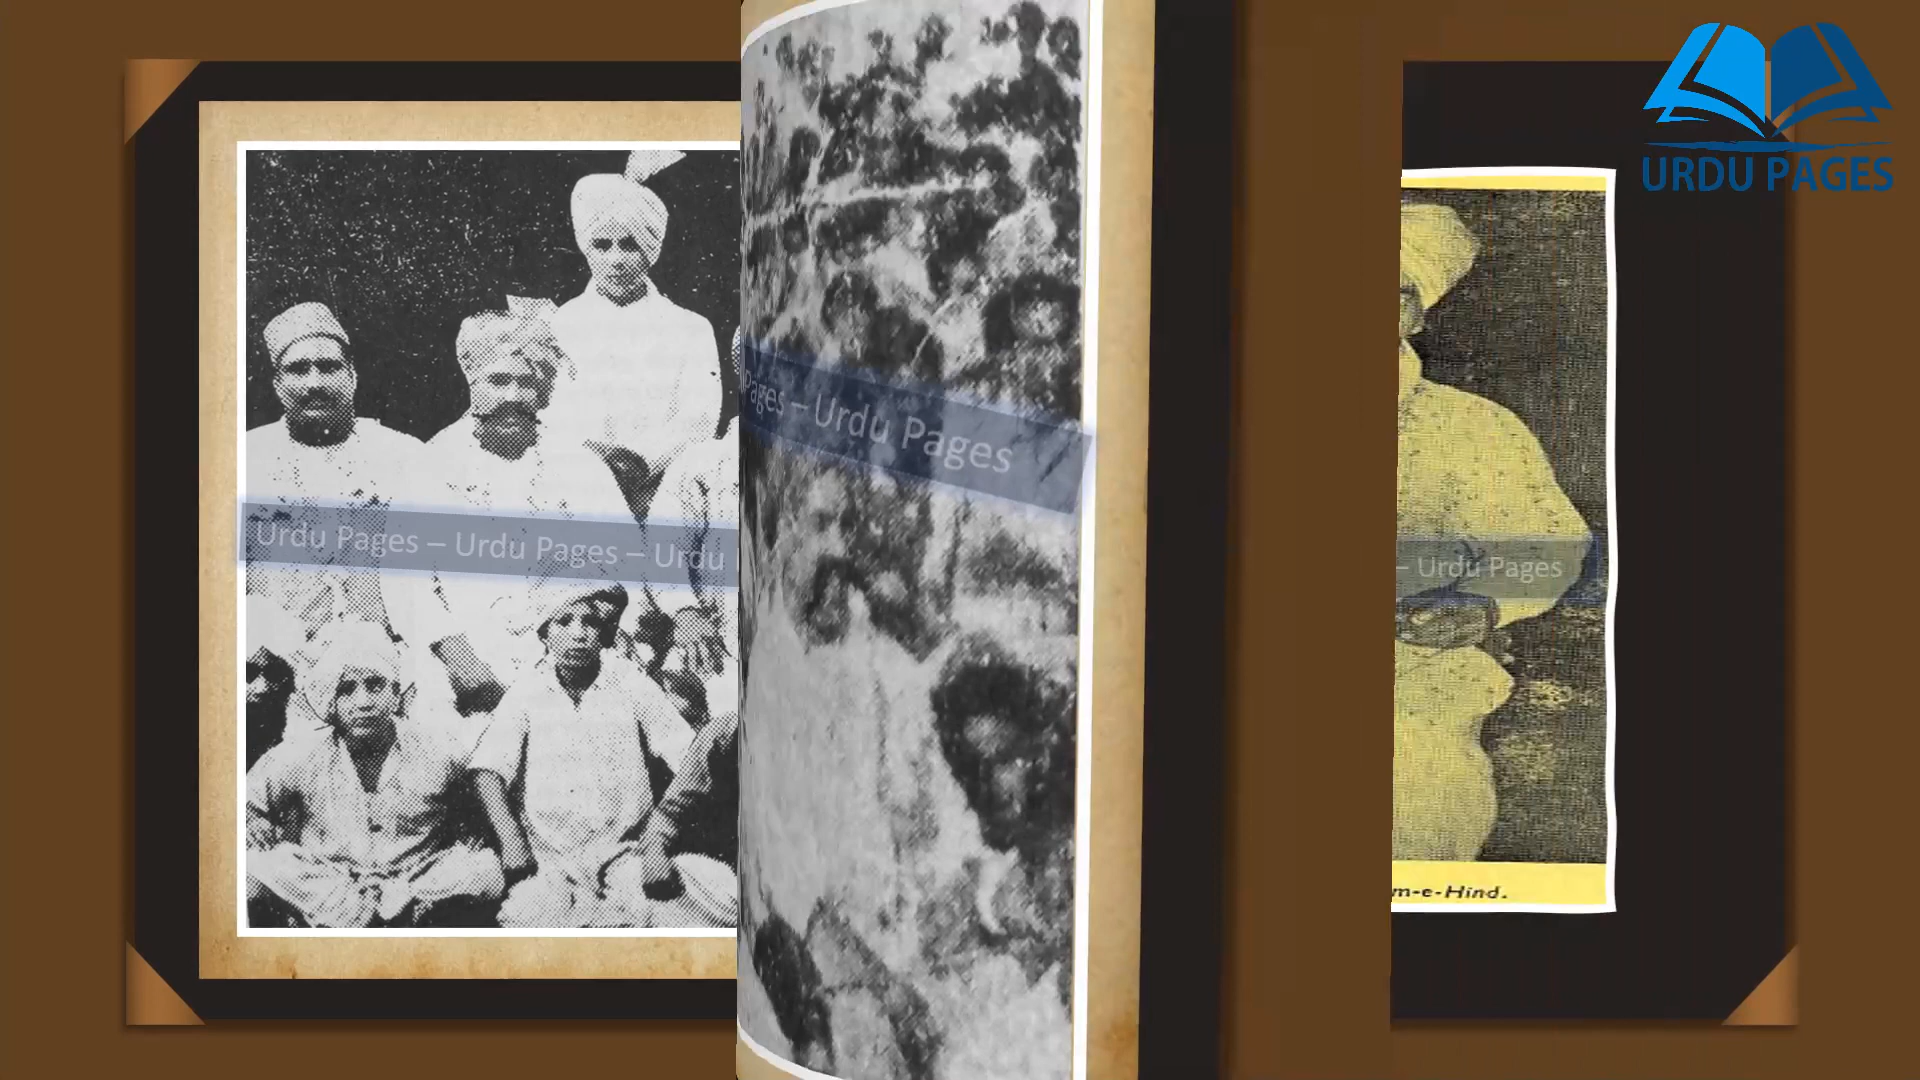 URDU PAGES
Pages – Urdu Pages
Urdu Pages – Urdu Pages – Urdu
– Urdu Pages
m-e-Hind.